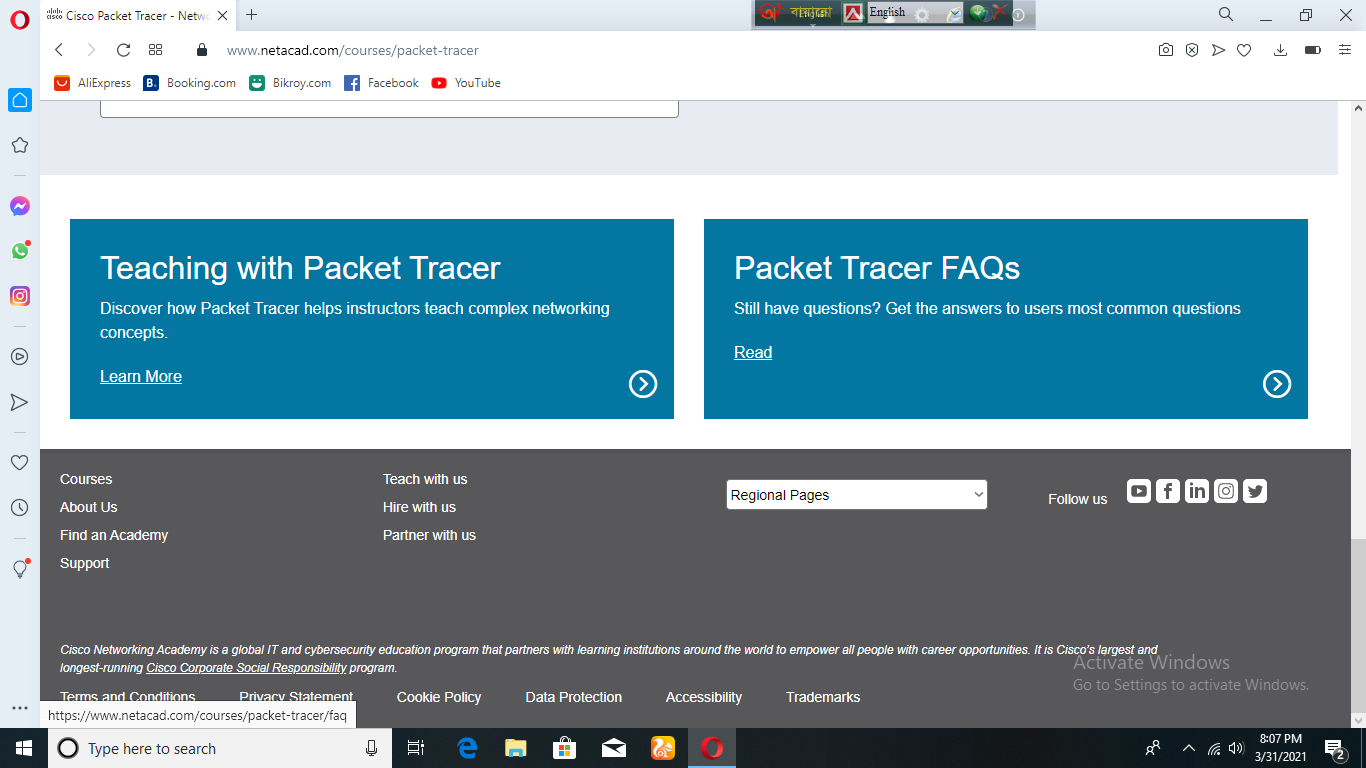 Cisco Packet Tracer - Netwo
অ বায়ান্নো
English
www.netacad.com/courses/packet-tracer
AliExpress
B. Booking.com
Bikroy.com
Facebook
YouTube
Teaching with Packet Tracer
Discover how Packet Tracer helps instructors teach complex networking
concepts.
Learn More
Packet Tracer FAQs
Still have questions? Get the answers to users most common questions
Read
Courses
About Us
Find an Academy
Support
Teach with us
Hire with us
Partner with us
Regional Pages
Follow us
Cisco Networking Academy is a global IT and cybersecurity education program that partners with learning institutions around the world to empower all people with career opportunities. It is Cisco's largest and
longest-running Cisco Corporate Social Responsibility program.
Activate Windows
Go to Settings to activate Windows.
Terms and Conditions
Privacy Statement
Cookie Policy
Data Protection
Accessibility
Trademarks
https://www.netacad.com/courses/packet-tracer/faq
Type here to search
8:07 PM
3/31/2021
2